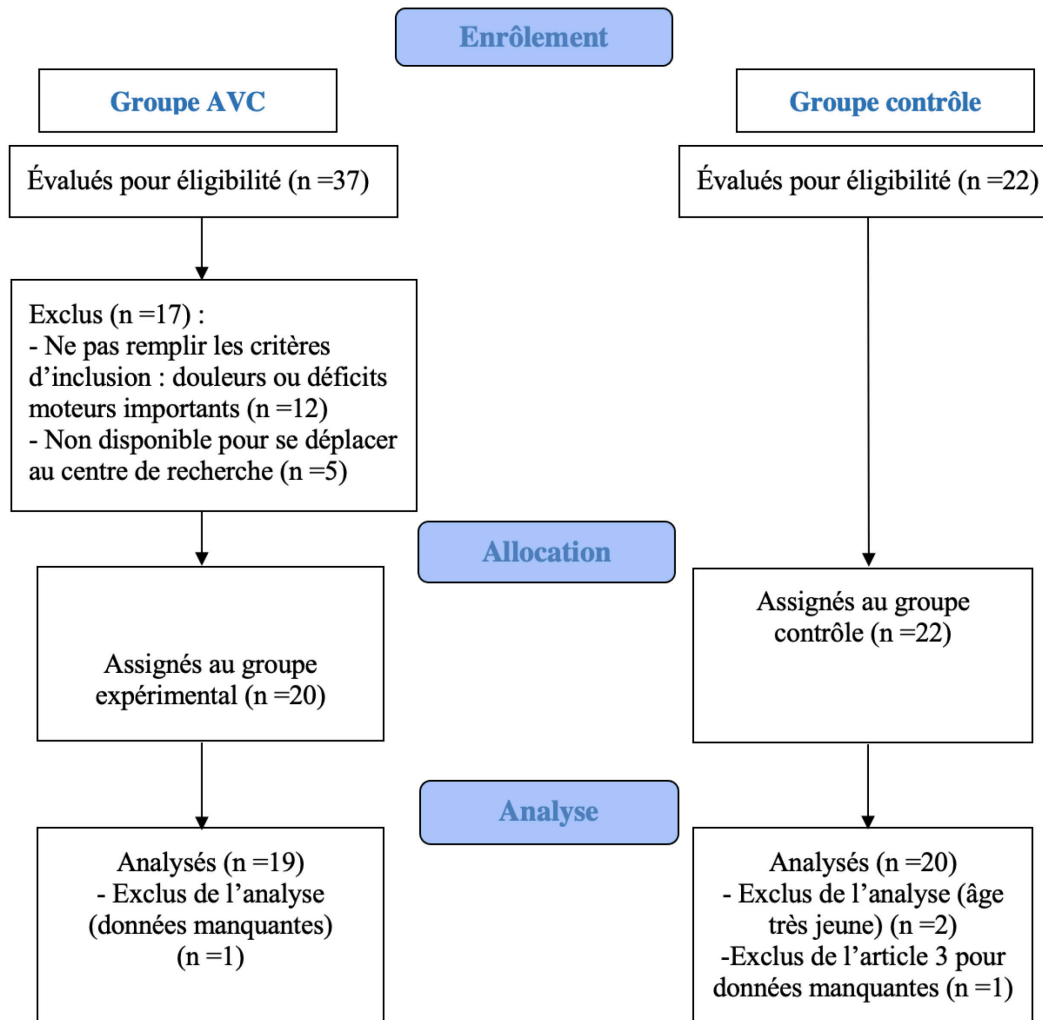 Enrôlement
Groupe AVC
Groupe contrôle
Évalués pour éligibilité (n =37)
Évalués pour éligibilité (n =22)
Exclus (n =17) :
- Ne pas remplir les critères
d’inclusion : douleurs ou déficits
moteurs importants (n =12)
- Non disponible pour se déplacer
au centre de recherche (n =5)
Allocation
Assignés au groupe
expérimental (n =20)
Assignés au groupe
contrôle (n =22)
Analyse
Analysés (n =19)
- Exclus de l’analyse
(données manquantes)
(n =1)
Analysés (n =20)
- Exclus de l’analyse (âge
très jeune) (n =2)
-Exclus de l’article 3 pour
données manquantes (n =1)